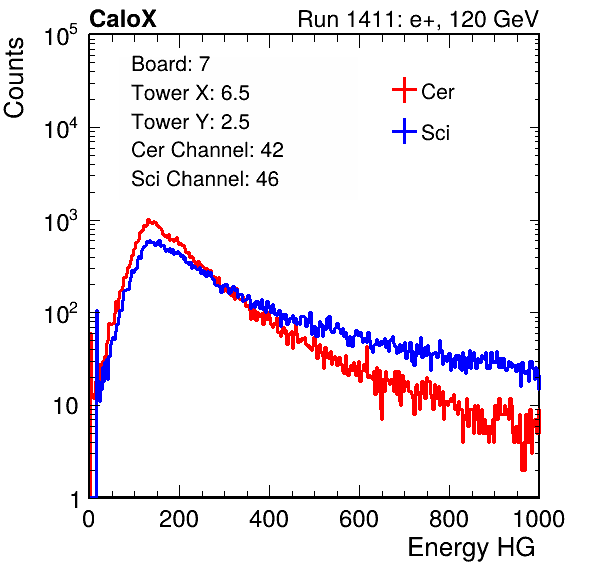 CaloX Run 1411: e+, 120 GeV
Counts
Board: 7
Tower X: 6.5
Tower Y: 2.5
Cer Channel: 42
Sci Channel: 46
Cer
Sci
10^5
10^4
10^3
10^2
10
1
0 200 400 600 800 1000
Energy HG